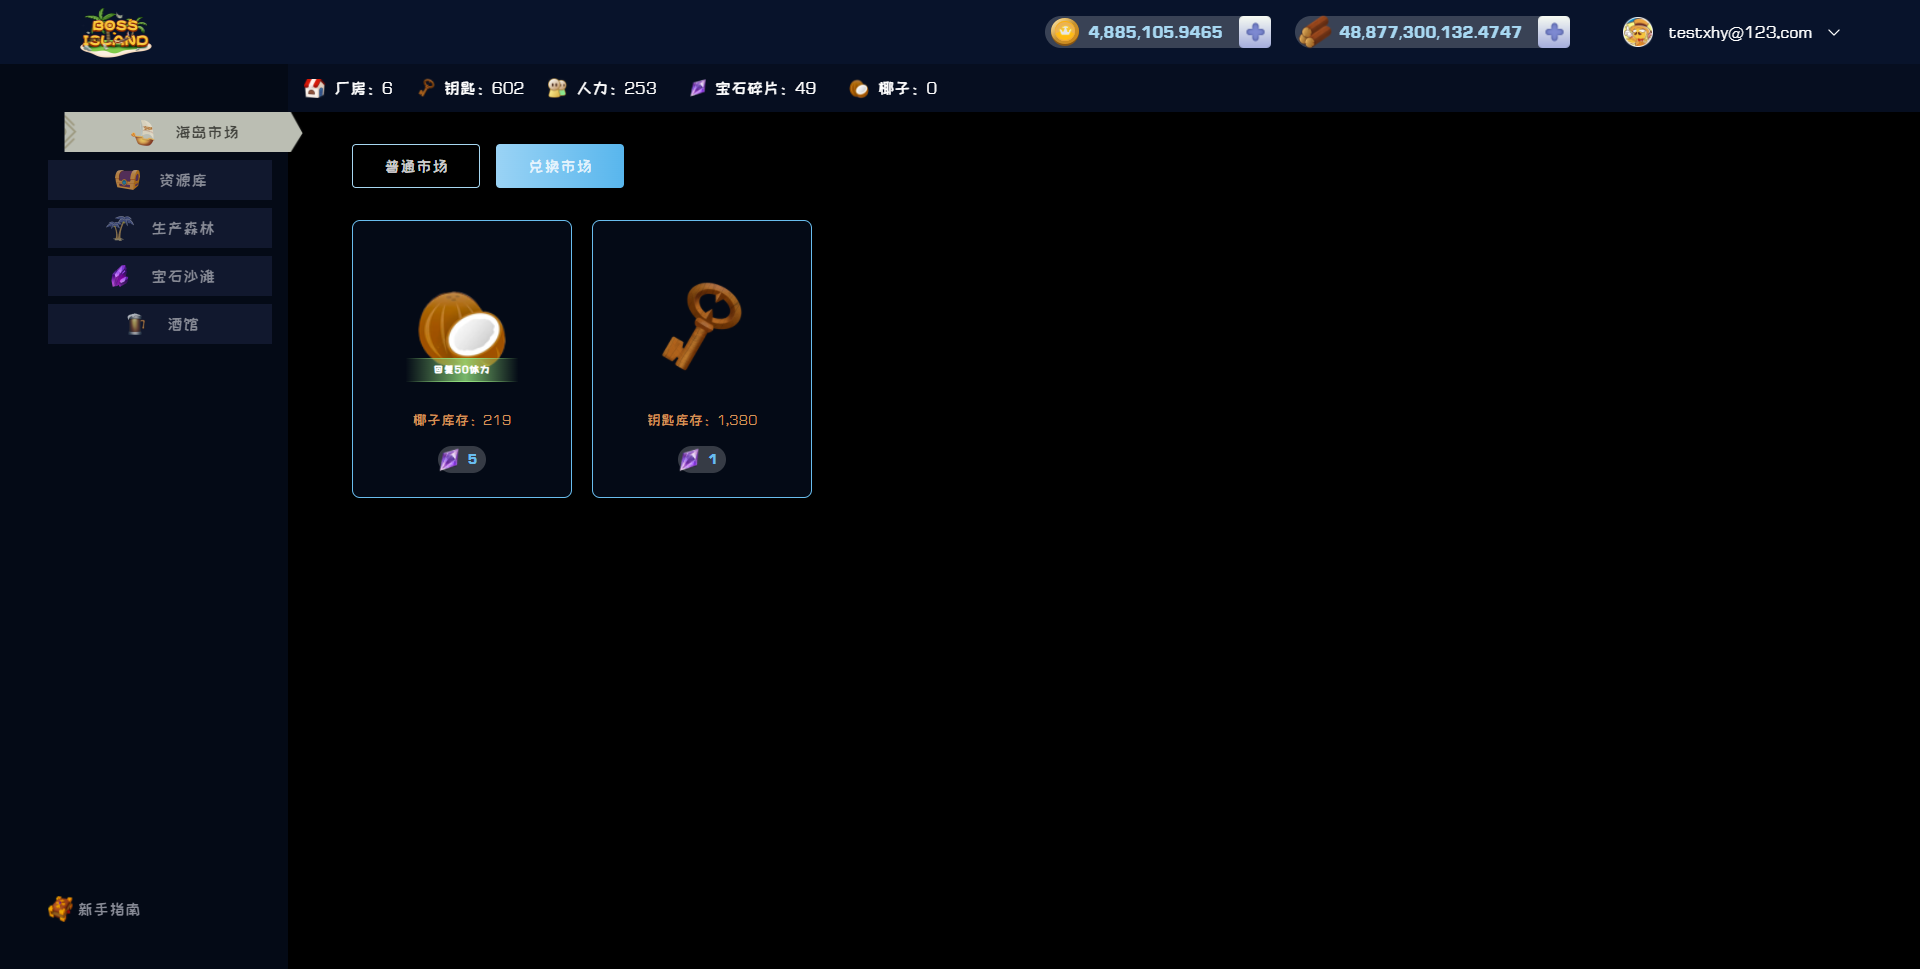 BOSS
ISLAND
4,885,105.9465
48,877,300,132.4747
testxhy@123.com
厂房：6
钥匙：602
人力：253
宝石碎片：49
椰子：0
海岛市场
资源库
生产森林
宝石沙滩
酒馆
新手指南
普通市场
兑换市场
回复50体力
椰子库存：219
5
钥匙库存：1,380
1